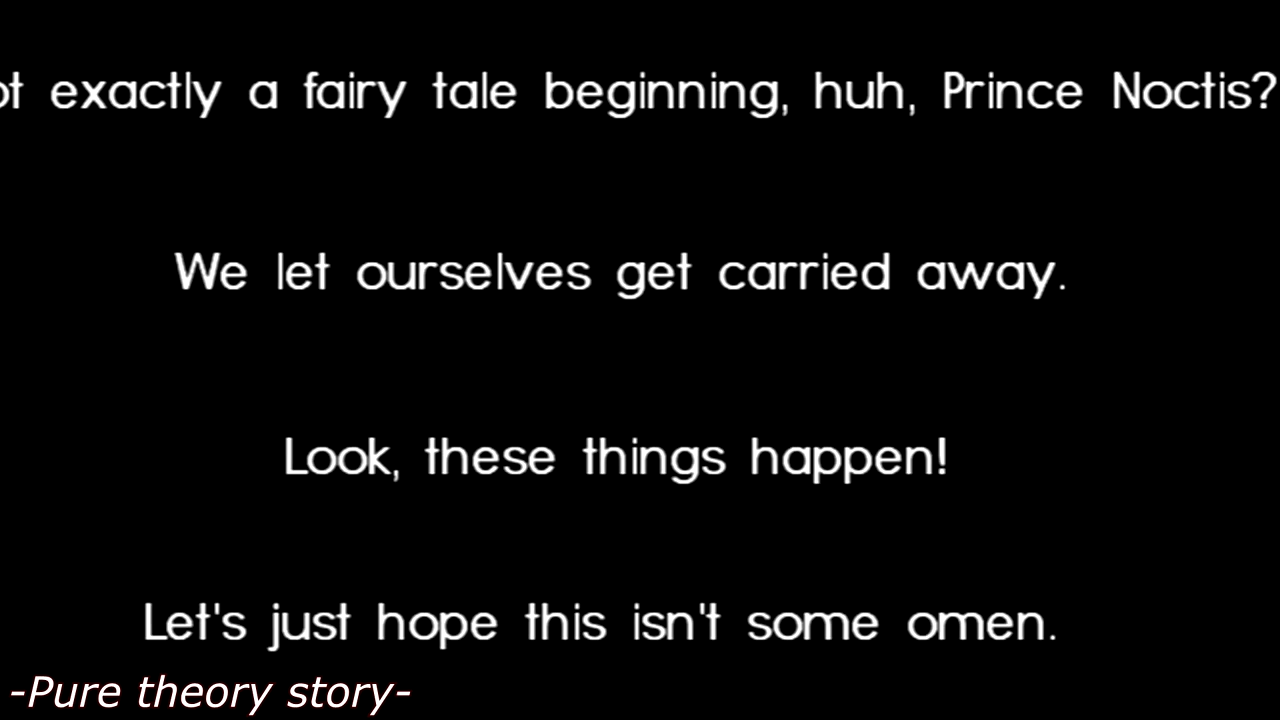 ot exactly a fairy tale beginning, huh, Prince Noctis?
We let ourselves get carried away.
Look, these things happen!
Let's just hope this isn't some omen.
-Pure theory story-